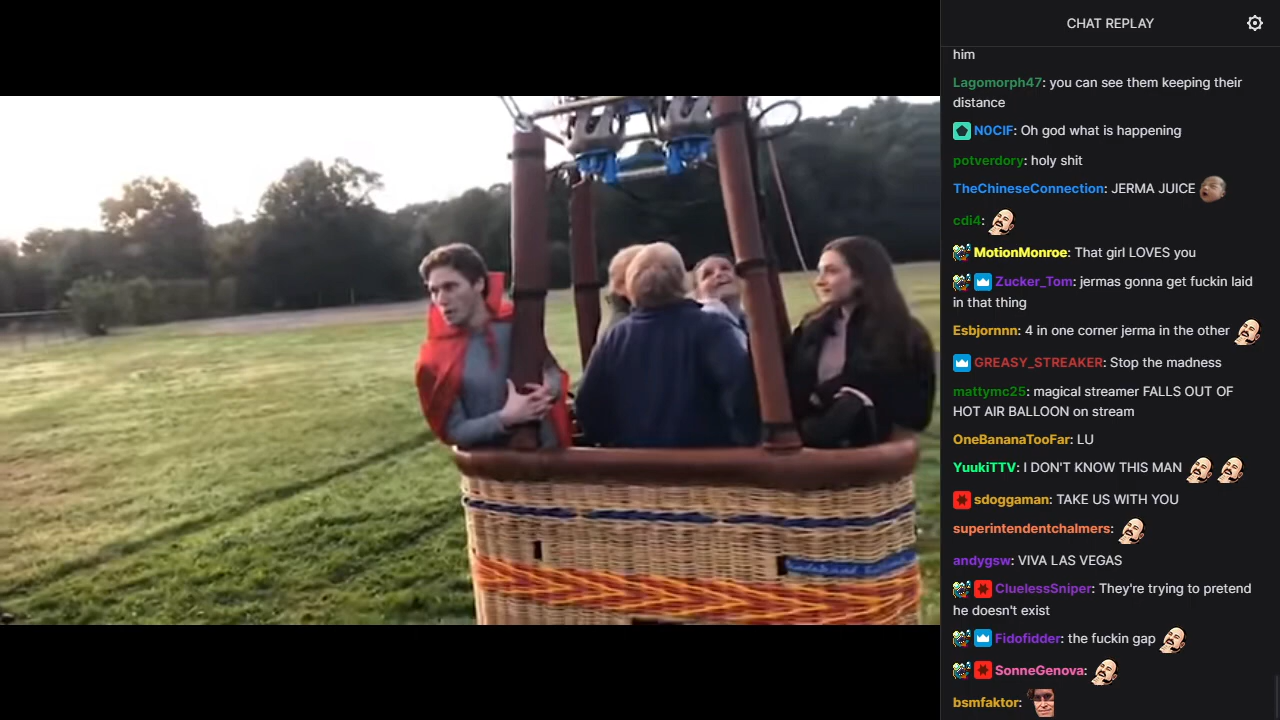 CHAT REPLAY
him
Lagomorph47: you can see them keeping their
distance
N0CIF: Oh god what is happening
potverdory: holy shit
TheChineseConnection: JERMA JUICE
cdi4:
MotionMonroe: That girl LOVES you
Zucker_Tom: jermas gonna get fuckin laid
in that thing
Esbjornnn: 4 in one corner jerma in the other
GREASY_STREAKER: Stop the madness
mattymc25: magical streamer FALLS OUT OF
HOT AIR BALLOON on stream
OneBananaTooFar: LU
YuukiTTV: I DON'T KNOW THIS MAN
sdoggaman: TAKE US WITH YOU
superintendentchalmers:
andygsw: VIVA LAS VEGAS
CluelessSniper: They're trying to pretend
he doesn't exist
Fidofidder: the fuckin gap
SonneGenova:
bsmfaktor: